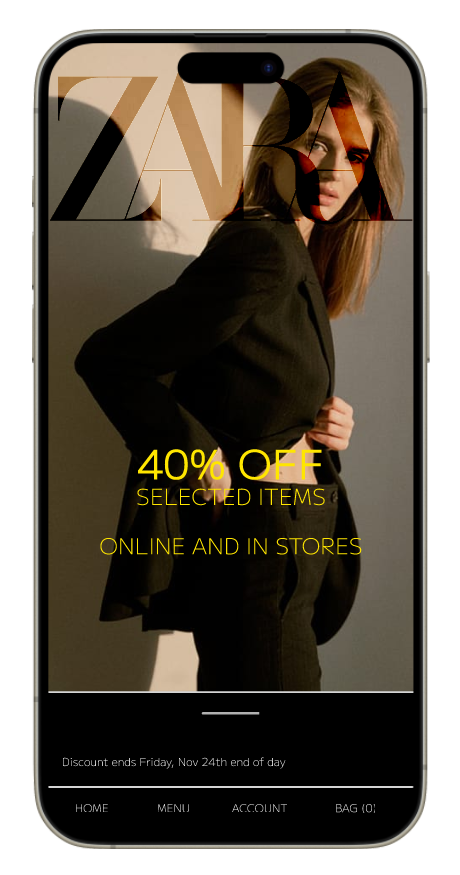 ZARA
40% OFF
SELECTED ITEMS
ONLINE AND IN STORES
Discount ends Friday, Nov 24th end of day
HOME MENU ACCOUNT BAG (0)